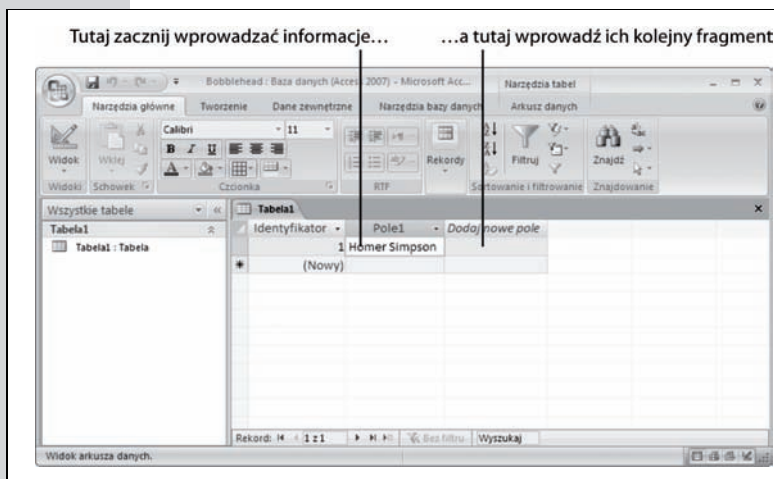 Tutaj zacznij wprowadzać informacje… …a tutaj wprowadź ich kolejny fragment
Bobblehead : Baza danych (Access 2007) - Microsoft Acc... Narzędzia tabel
Narzędzia główne Tworzenie Dane zewnętrzne Narzędzia bazy danych Arkusz danych
Calibri 11
Widok Wklej B I U A Rekordy Filtruj Znajdź
Widoki Schowek Czcionka RTF Sortowanie i filtrowanie Znajdowanie
Wszystkie tabele Tabela1
Tabela1 Identyfikator Pole1 Dodaj nowe pole
Tabela1 : Tabela 1 Homer Simpson
(Nowy)
Rekord: 1 z 1 Bez filtru Wyszukaj
Widok arkusza danych.